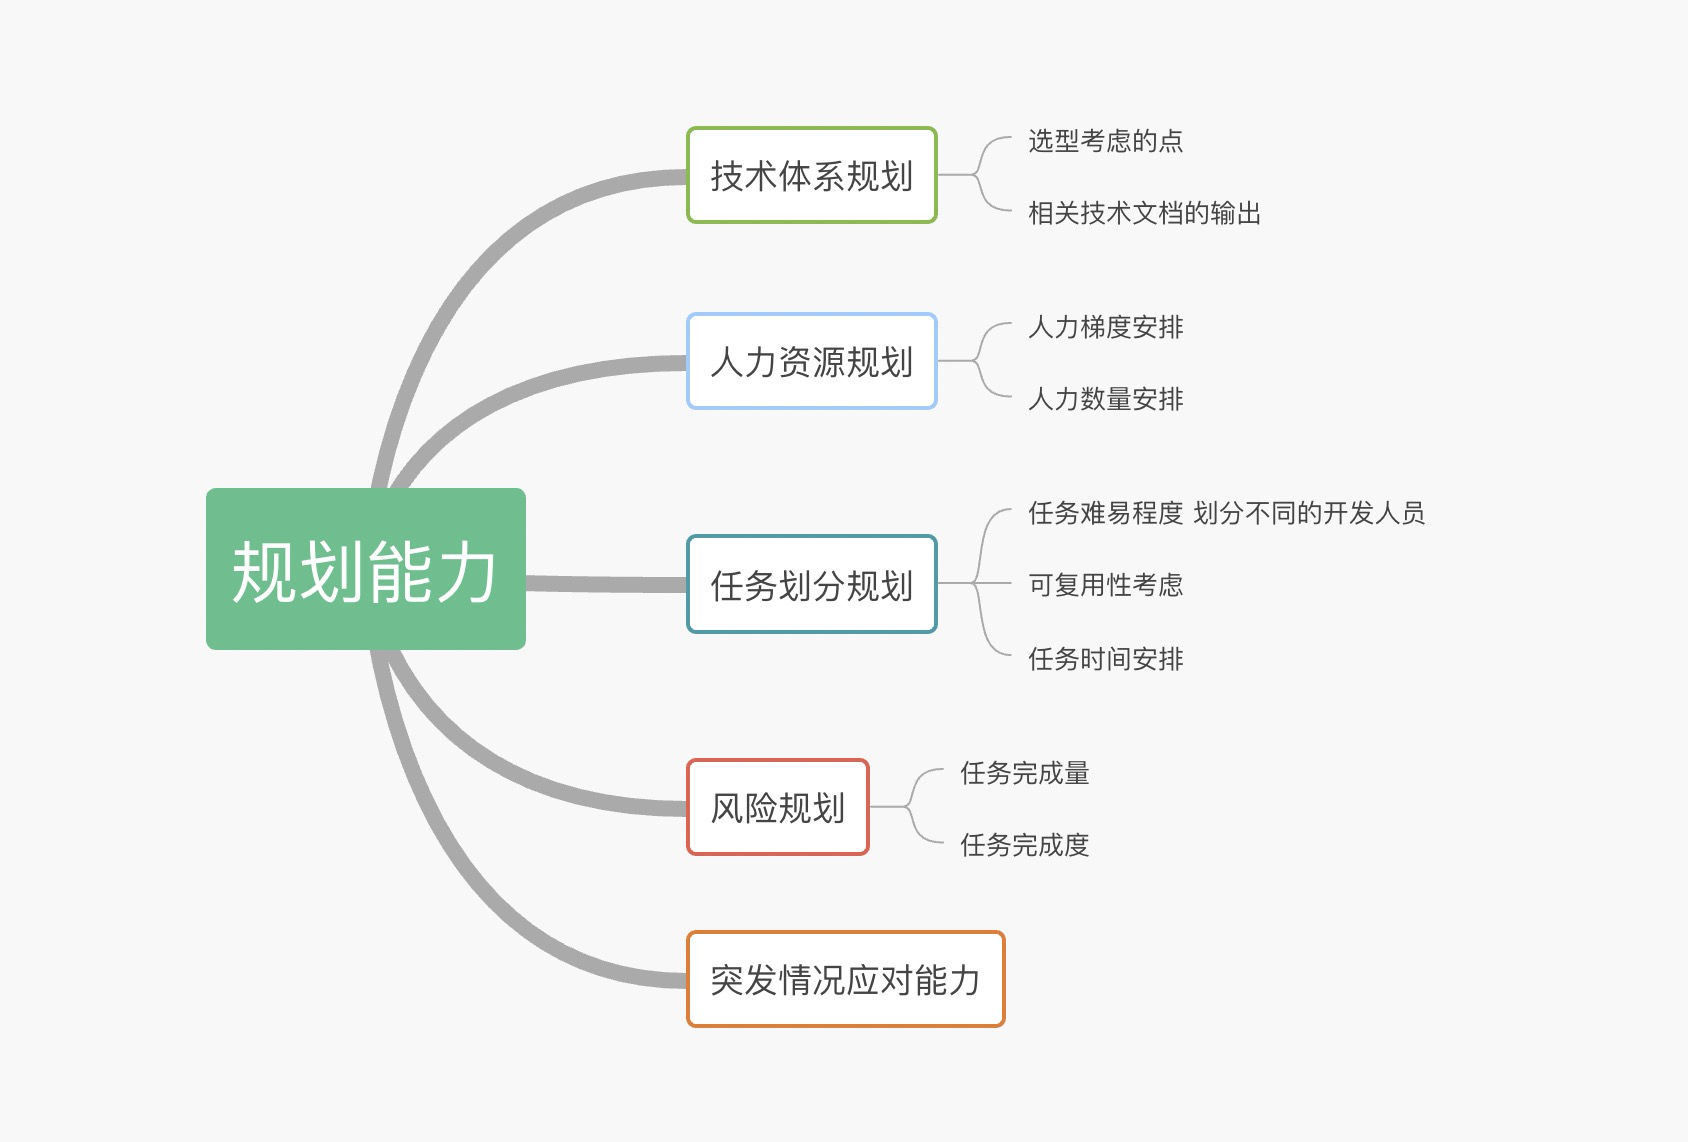 规划能力
技术体系规划
选型考虑的点
相关技术文档的输出
人力资源规划
人力梯度安排
人力数量安排
任务划分规划
任务难易程度 划分不同的开发人员
可复用性考虑
任务时间安排
风险规划
任务完成量
任务完成度
突发情况应对能力